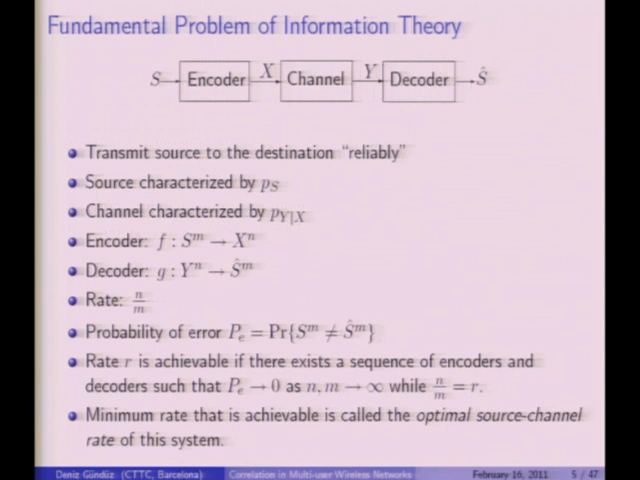 Fundamental Problem of Information Theory
S Encoder X Channel Y Decoder Ŝ
Transmit source to the destination “reliably”
Source characterized by p_S
Channel characterized by p_{Y|X}
Encoder: f : S^m → X^n
Decoder: g : Y^n → Ŝ^m
Rate: n/m
Probability of error P_e = Pr{S^m ≠ Ŝ^m}
Rate r is achievable if there exists a sequence of encoders and
decoders such that P_e → 0 as n, m → ∞ while n/m = r.
Minimum rate that is achievable is called the optimal source-channel
rate of this system.
Deniz Gündüz (CTTC, Barcelona) Correlation in Multi-user Wireless Networks February 16, 2011 5 / 47